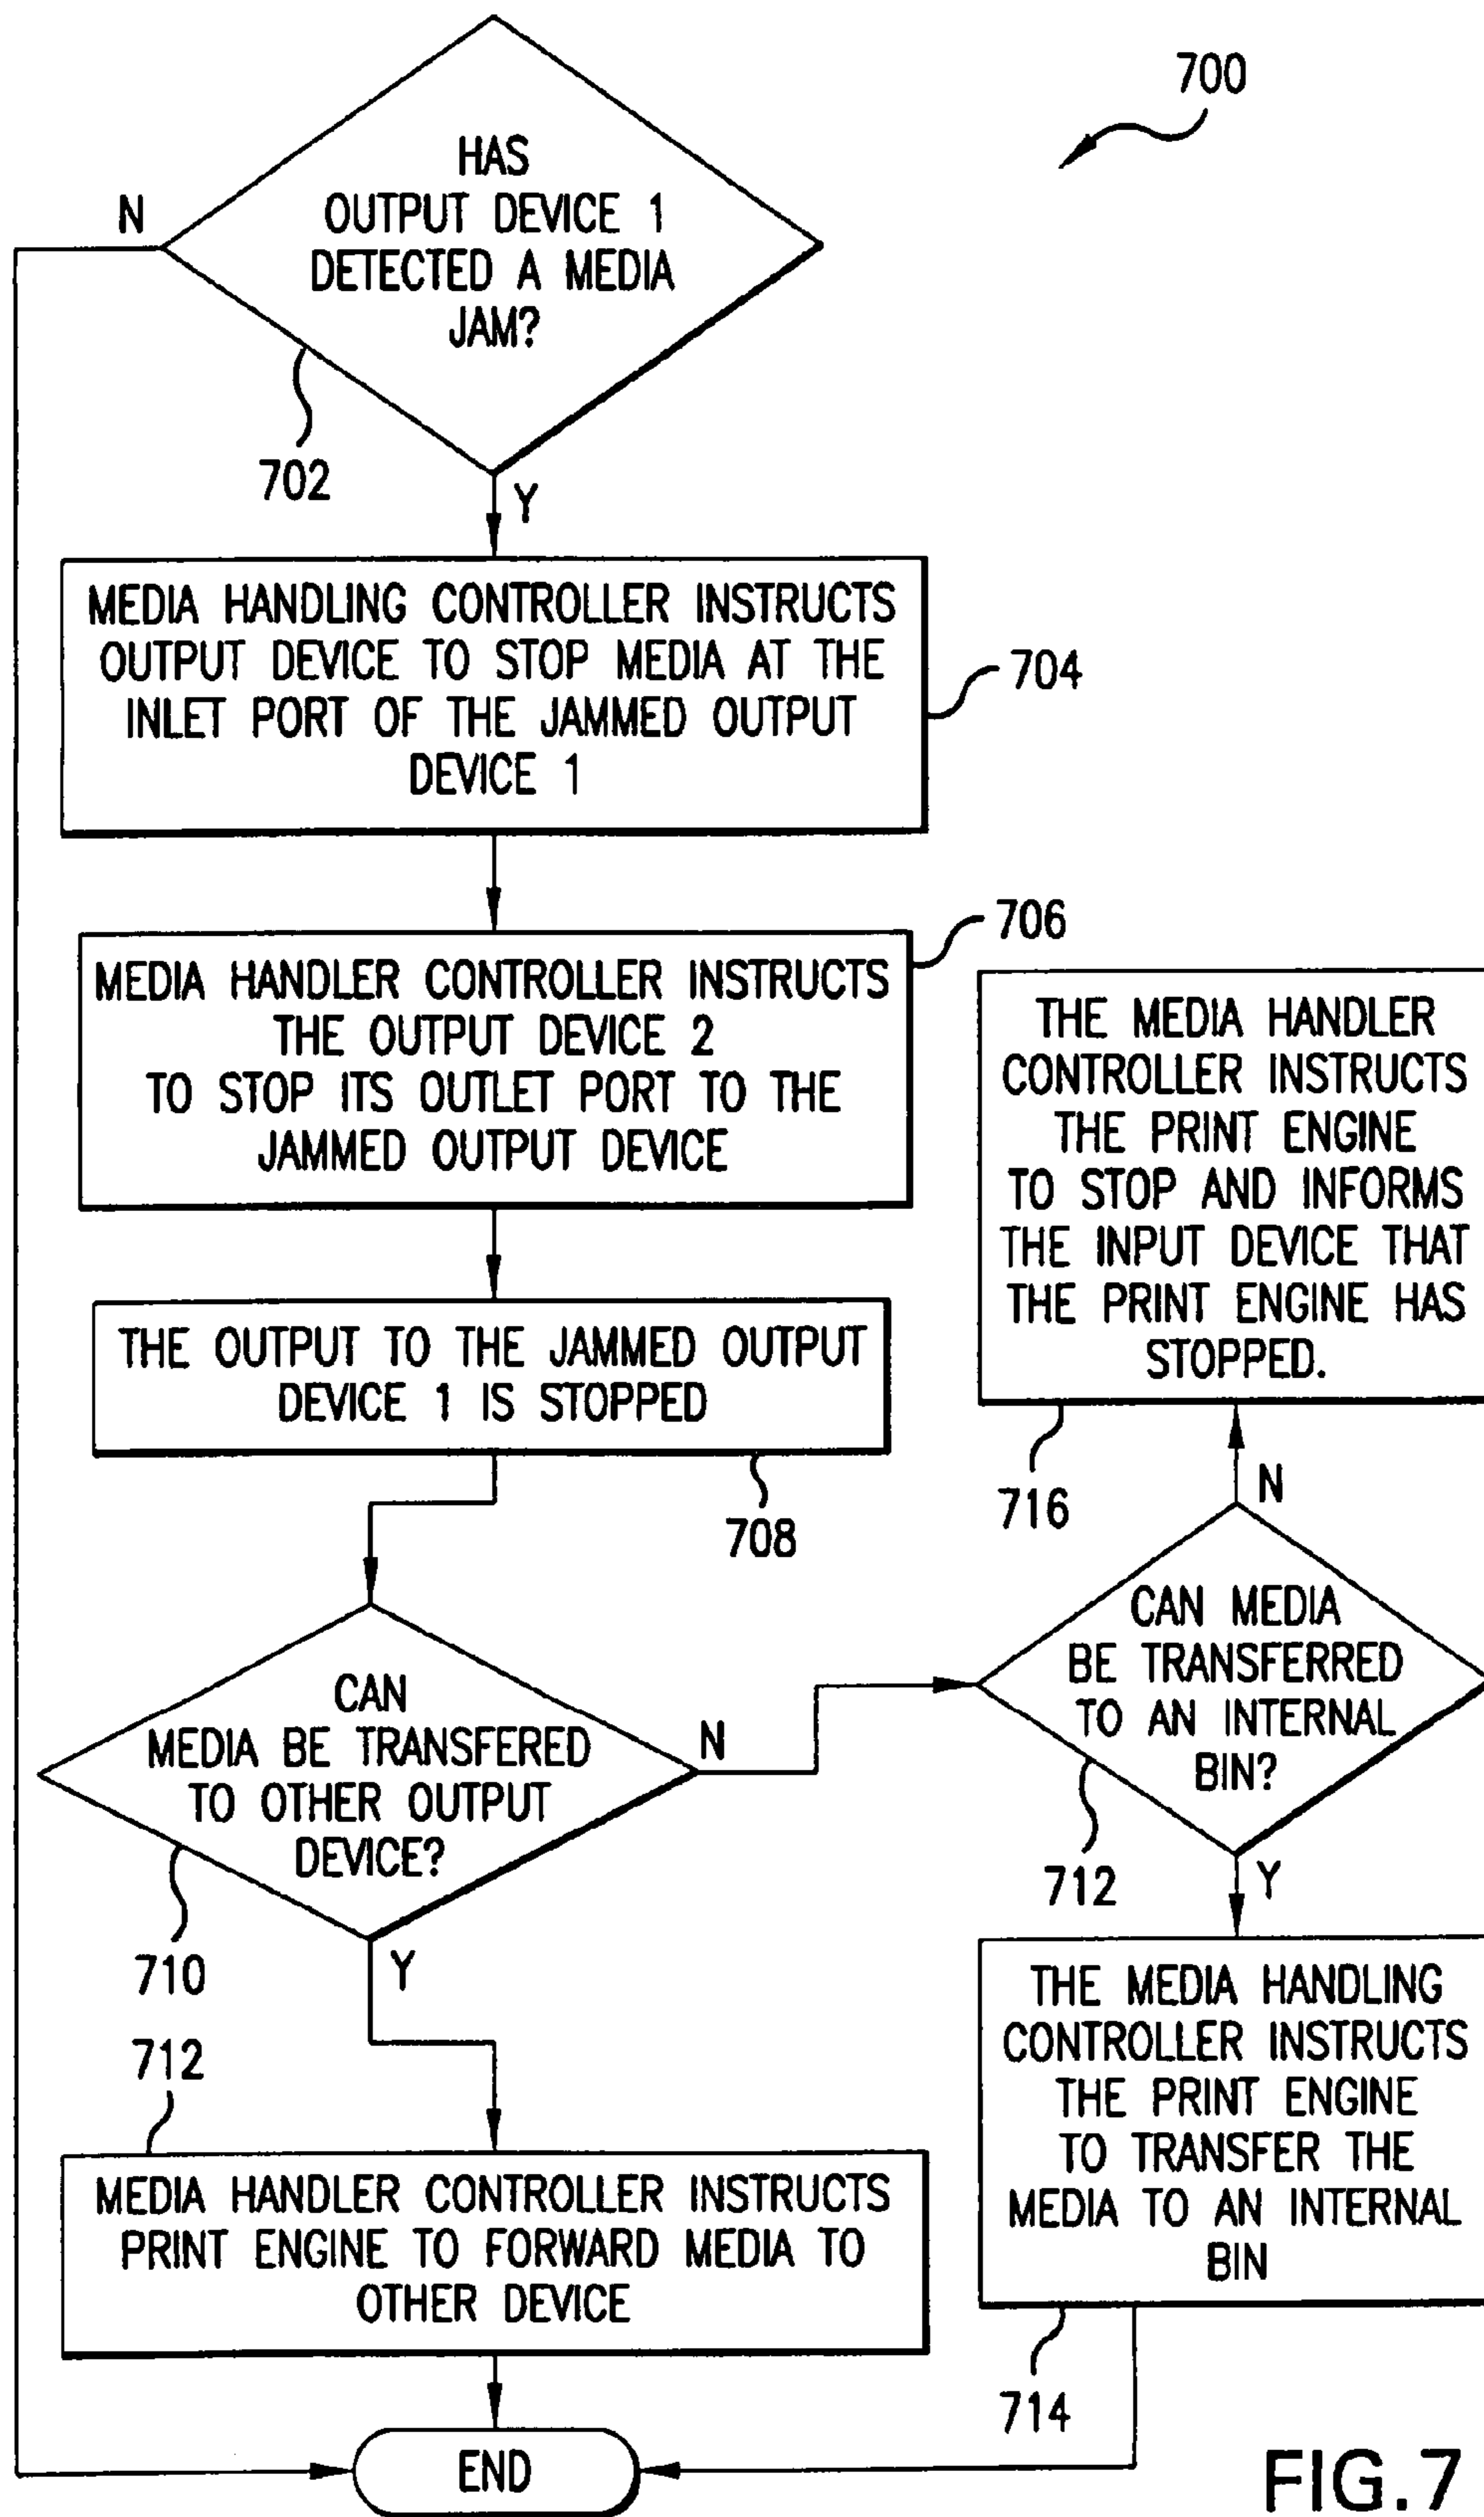 700
HAS
OUTPUT DEVICE 1
DETECTED A MEDIA
JAM?
N
702
Y
MEDIA HANDLING CONTROLLER INSTRUCTS
OUTPUT DEVICE TO STOP MEDIA AT THE
INLET PORT OF THE JAMMED OUTPUT
DEVICE 1
704
MEDIA HANDLER CONTROLLER INSTRUCTS
THE OUTPUT DEVICE 2
TO STOP ITS OUTLET PORT TO THE
JAMMED OUTPUT DEVICE
706
THE OUTPUT TO THE JAMMED OUTPUT
DEVICE 1 IS STOPPED
708
CAN
MEDIA BE TRANSFERED
TO OTHER OUTPUT
DEVICE?
N
710
Y
712
MEDIA HANDLER CONTROLLER INSTRUCTS
PRINT ENGINE TO FORWARD MEDIA TO
OTHER DEVICE
END
THE MEDIA HANDLER
CONTROLLER INSTRUCTS
THE PRINT ENGINE
TO STOP AND INFORMS
THE INPUT DEVICE THAT
THE PRINT ENGINE HAS
STOPPED.
716
N
CAN MEDIA
BE TRANSFERRED
TO AN INTERNAL
BIN?
712
Y
THE MEDIA HANDLING
CONTROLLER INSTRUCTS
THE PRINT ENGINE
TO TRANSFER THE
MEDIA TO AN INTERNAL
BIN
714
FIG.7